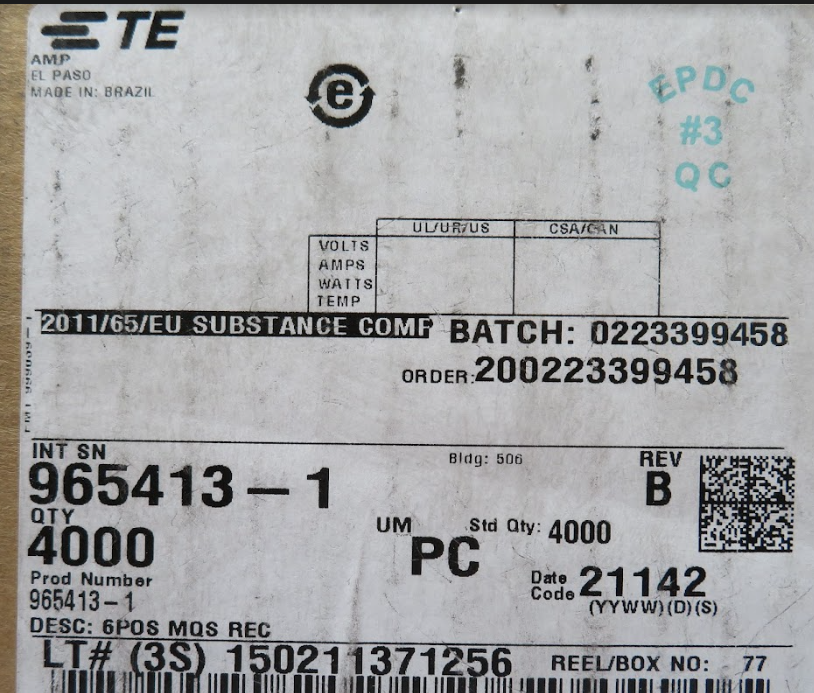 TE
AMP
EL PASO
MADE IN: BRAZIL
e
EPDC
#3
QC
UL/UR/US CSA/CAN
VOLTS
AMPS
WATTS
TEMP
2011/65/EU SUBSTANCE COMP BATCH: 0223399458
ORDER:200223399458
INT SN Bldg: 506 REV
965413-1 B
QTY UM Std Qty: 4000
4000 PC
Prod Number Date Code 21142
965413-1 (YYWW)(D)(S)
DESC: 6POS MQS REC
LT# (3S) 150211371256 REEL/BOX NO: 77